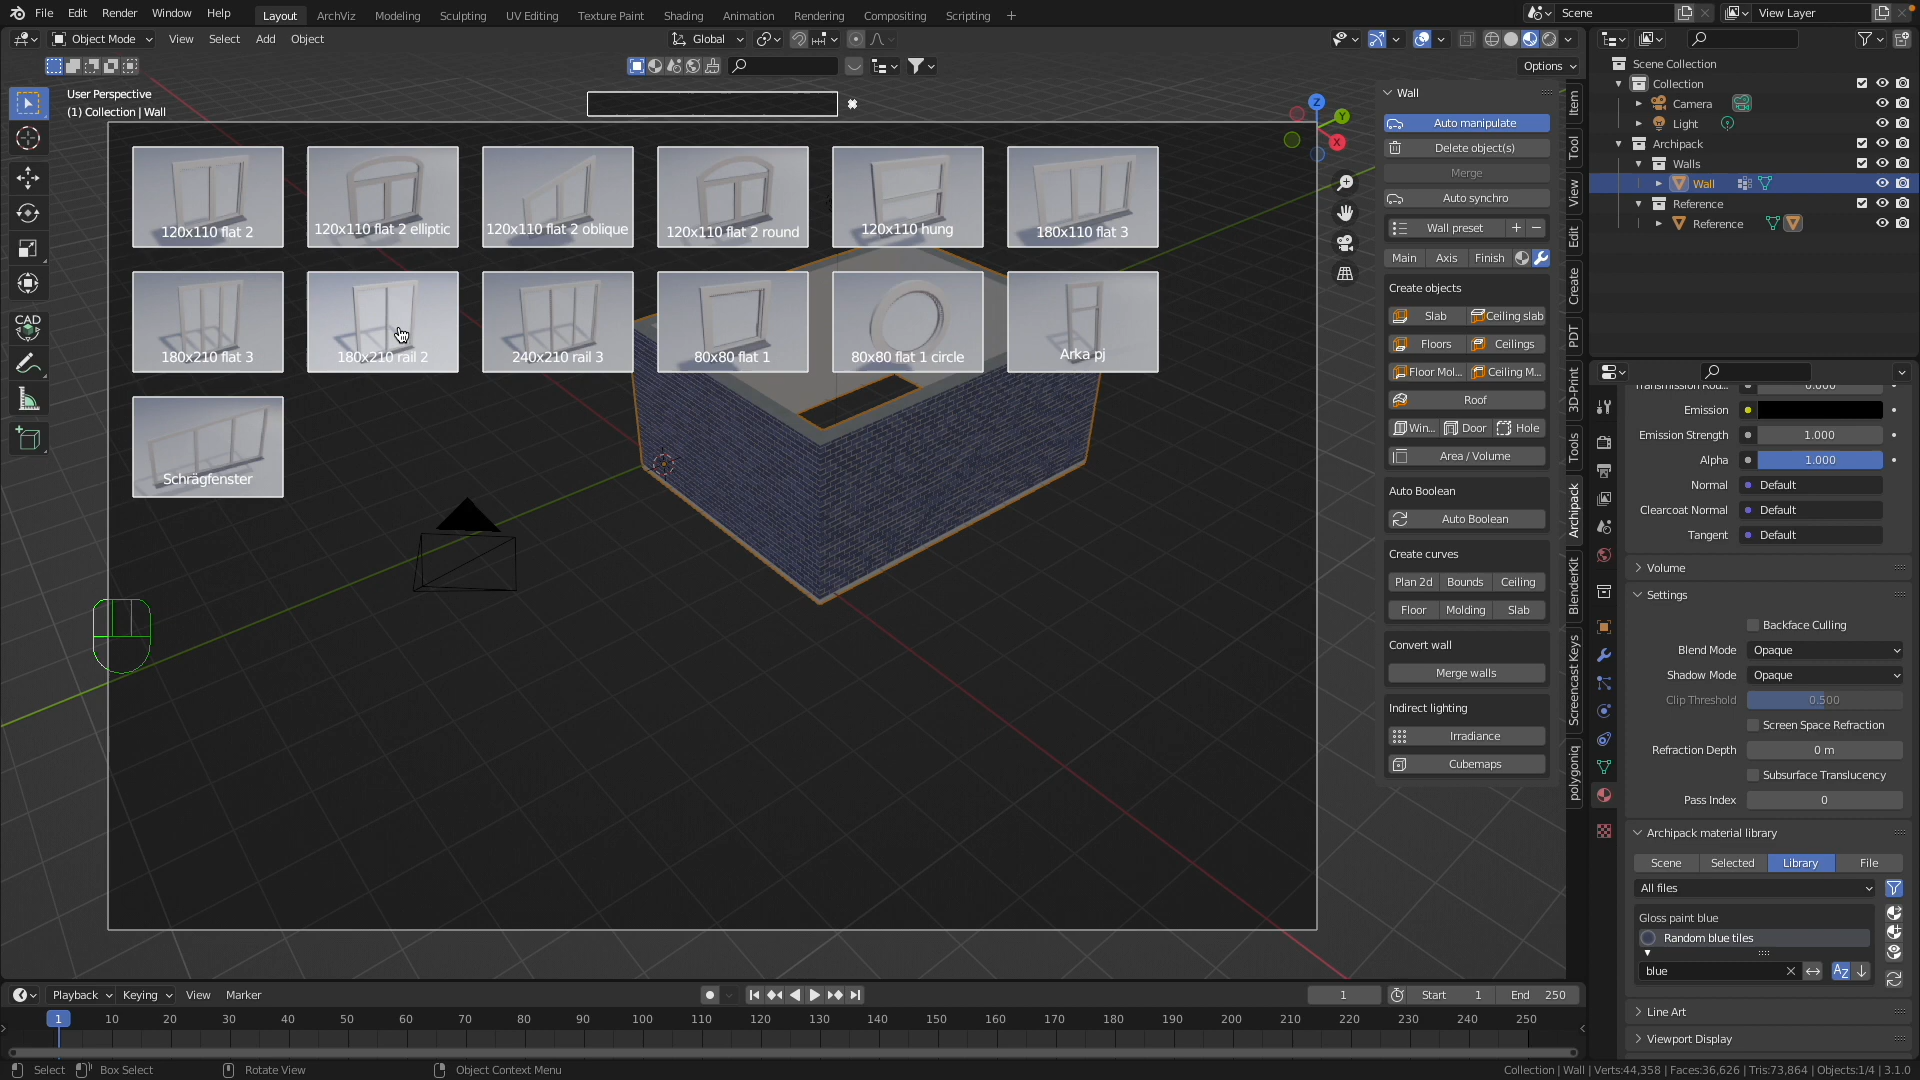 File Edit Render Window Help
Layout ArchViz Modeling Sculpting UV Editing Texture Paint Shading Animation Rendering Compositing Scripting +
Scene
View Layer
Object Mode View Select Add Object
Global
Options
User Perspective
(1) Collection | Wall
Z
Y
X
120x110 flat 2
120x110 flat 2 elliptic
120x110 flat 2 oblique
120x110 flat 2 round
120x110 hung
180x110 flat 3
180x210 flat 3
180x210 rail 2
240x210 rail 3
80x80 flat 1
80x80 flat 1 circle
Arka pj
Schrägfenster
CAD
Wall
Auto manipulate
Delete object(s)
Merge
Auto synchro
Wall preset + −
Main Axis Finish
Create objects
Slab Ceiling slab
Floors Ceilings
Floor Mol... Ceiling M...
Roof
Win... Door Hole
Area / Volume
Auto Boolean
Auto Boolean
Create curves
Plan 2d Bounds Ceiling
Floor Molding Slab
Convert wall
Merge walls
Indirect lighting
Irradiance
Cubemaps
Item
Tool
View
Edit
Create
PDT
3D-Print
Tools
Archipack
BlenderKit
Screencast Keys
polygoniq
Scene Collection
Collection
Camera
Light
Archipack
Walls
Wall
Reference
Reference
Transmission Rou... 0.000
Emission
Emission Strength 1.000
Alpha 1.000
Normal Default
Clearcoat Normal Default
Tangent Default
Volume
Settings
Backface Culling
Blend Mode Opaque
Shadow Mode Opaque
Clip Threshold 0.500
Screen Space Refraction
Refraction Depth 0 m
Subsurface Translucency
Pass Index 0
Archipack material library
Scene Selected Library File
All files
Gloss paint blue
Random blue tiles
blue
AZ
Line Art
Viewport Display
Playback Keying View Marker
1 Start 1 End 250
1 10 20 30 40 50 60 70 80 90 100 110 120 130 140 150 160 170 180 190 200 210 220 230 240 250
Select Box Select Rotate View Object Context Menu
Collection | Wall | Verts:44,358 | Faces:36,626 | Tris:73,864 | Objects:1/4 | 3.1.0